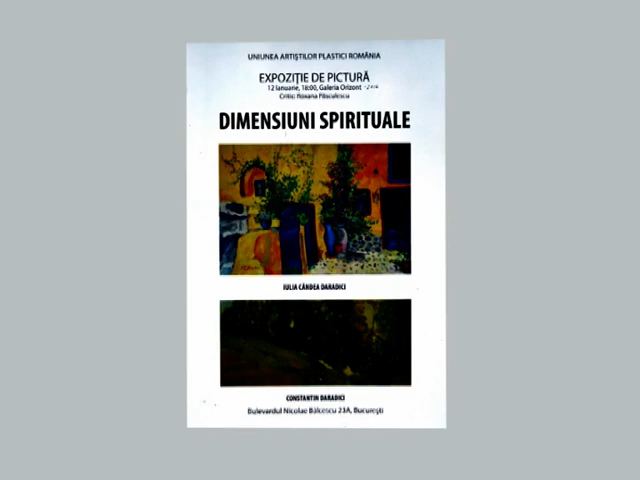 UNIUNEA ARTIȘTILOR PLASTICI ROMÂNIA
EXPOZIȚIE DE PICTURĂ
12 Ianuarie, 18:00, Galeria Orizont
Critic: Roxana Păsculescu
DIMENSIUNI SPIRITUALE
IULIA CÂNDEA DARADICI
CONSTANTIN DARADICI
Bulevardul Nicolae Bălcescu 23A, București